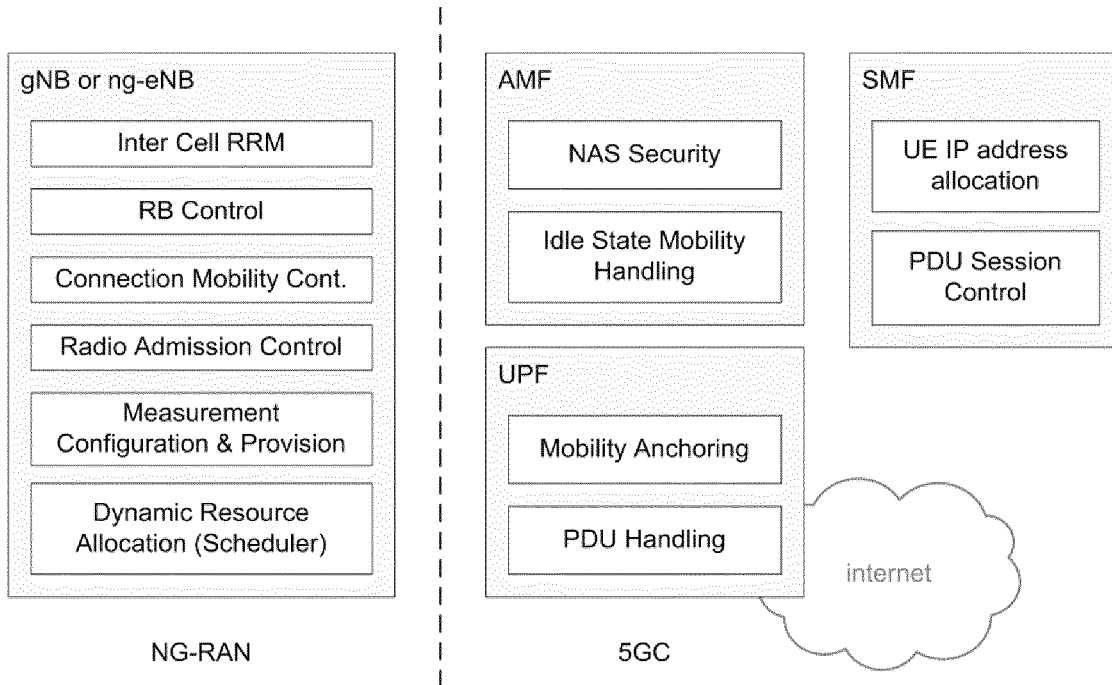 gNB or ng-eNB
Inter Cell RRM
RB Control
Connection Mobility Cont.
Radio Admission Control
Measurement
Configuration & Provision
Dynamic Resource
Allocation (Scheduler)
NG-RAN
AMF
NAS Security
Idle State Mobility
Handling
SMF
UE IP address
allocation
PDU Session
Control
UPF
Mobility Anchoring
PDU Handling
internet
5GC